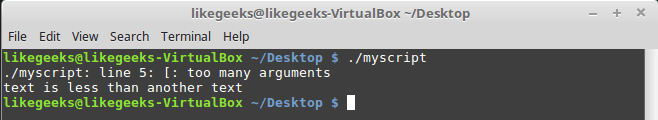 likegeeks@likegeeks-VirtualBox ~/Desktop
File Edit View Search Terminal Help
likegeeks@likegeeks-VirtualBox ~/Desktop $ ./myscript
./myscript: line 5: [: too many arguments
text is less than another text
likegeeks@likegeeks-VirtualBox ~/Desktop $